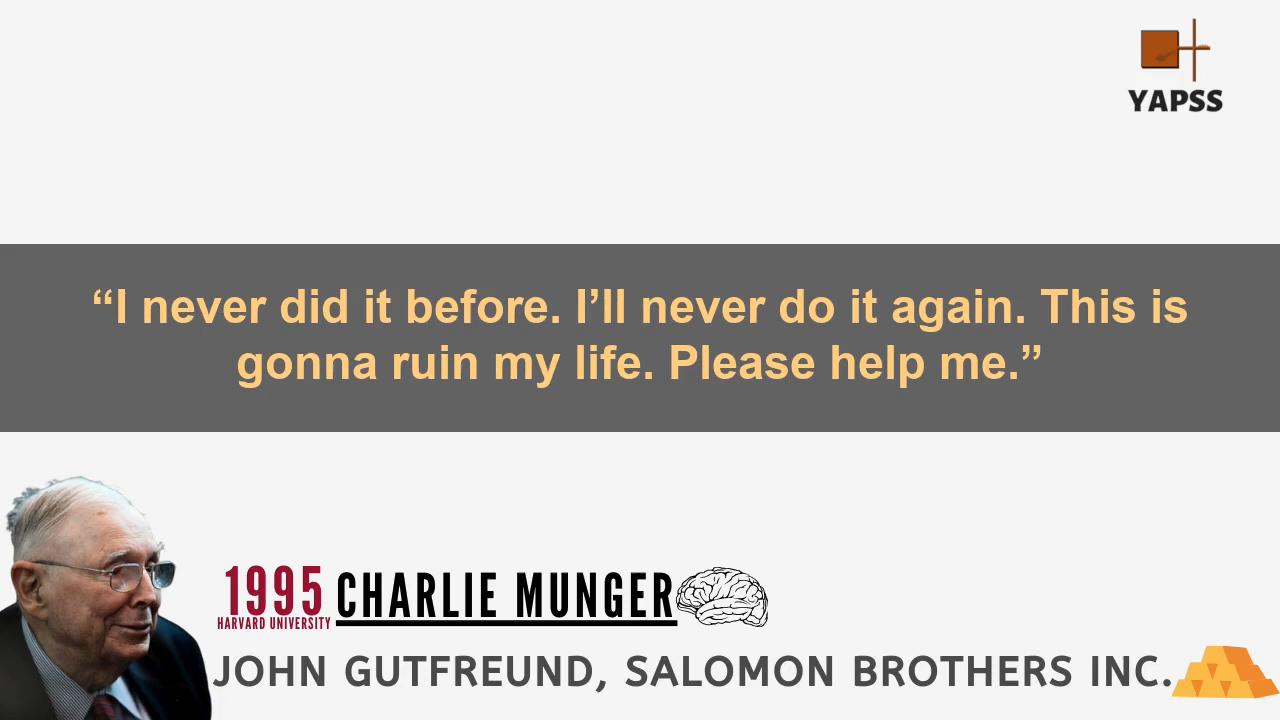 YAPSS
“I never did it before. I’ll never do it again. This is
gonna ruin my life. Please help me.”
1995 CHARLIE MUNGER
HARVARD UNIVERSITY
JOHN GUTFREUND, SALOMON BROTHERS INC.